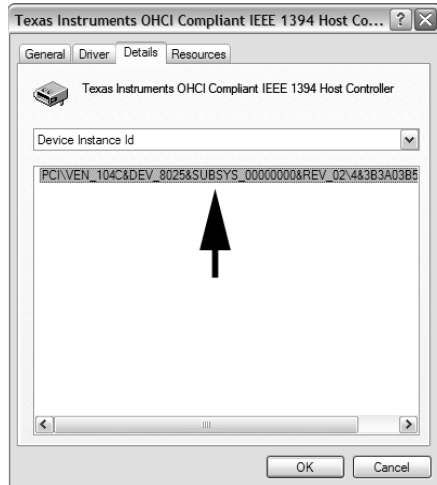 Texas Instruments OHCI Compliant IEEE 1394 Host Co...
General Driver Details Resources
Texas Instruments OHCI Compliant IEEE 1394 Host Controller
Device Instance Id
PCI\VEN_104C&DEV_8025&SUBSYS_00000000&REV_02\4&3B3A03B5
OK Cancel